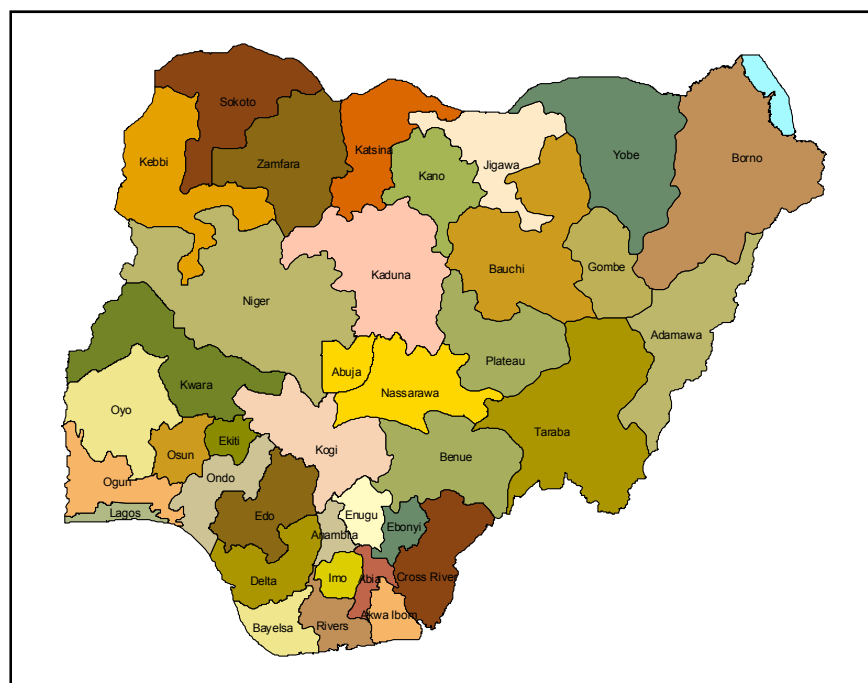 Sokoto
Kebbi
Zamfara
Katsina
Kano
Jigawa
Yobe
Borno
Kaduna
Bauchi
Gombe
Niger
Adamawa
Plateau
Abuja
Nassarawa
Kwara
Oyo
Taraba
Ekiti
Osun
Kogi
Benue
Ondo
Ogun
Lagos
Edo
Enugu
Ebonyi
Anambra
Delta
Imo
Abia
Cross River
Akwa Ibom
Bayelsa
Rivers